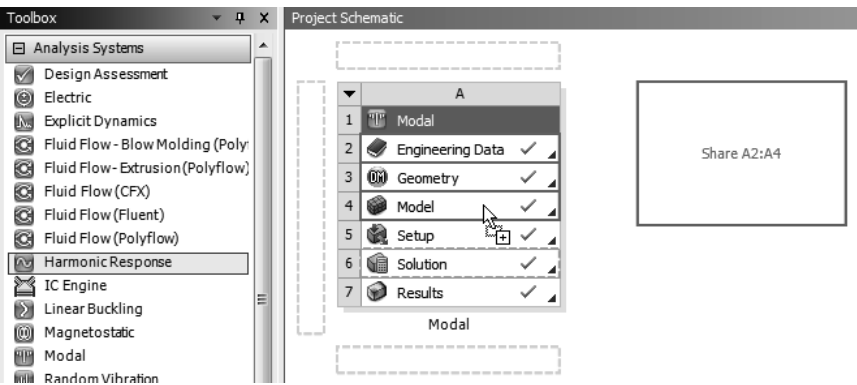 Toolbox
Analysis Systems
Design Assessment
Electric
Explicit Dynamics
Fluid Flow - Blow Molding (Poly
Fluid Flow - Extrusion (Polyflow)
Fluid Flow (CFX)
Fluid Flow (Fluent)
Fluid Flow (Polyflow)
Harmonic Response
IC Engine
Linear Buckling
Magnetostatic
Modal
Random Vibration
Project Schematic
A
1 Modal
2 Engineering Data
3 DM Geometry
4 Model
5 Setup
6 Solution
7 Results
Modal
Share A2:A4